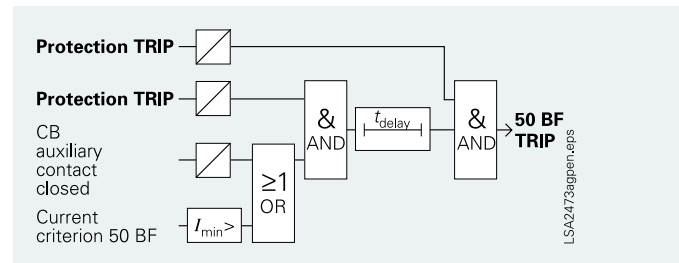 Protection TRIP
Protection TRIP
CB
auxiliary
contact
closed
Current
criterion 50 BF
Imin>
≥1
OR
&
AND
tdelay
&
AND
50 BF
TRIP
LSA2473agpen.eps